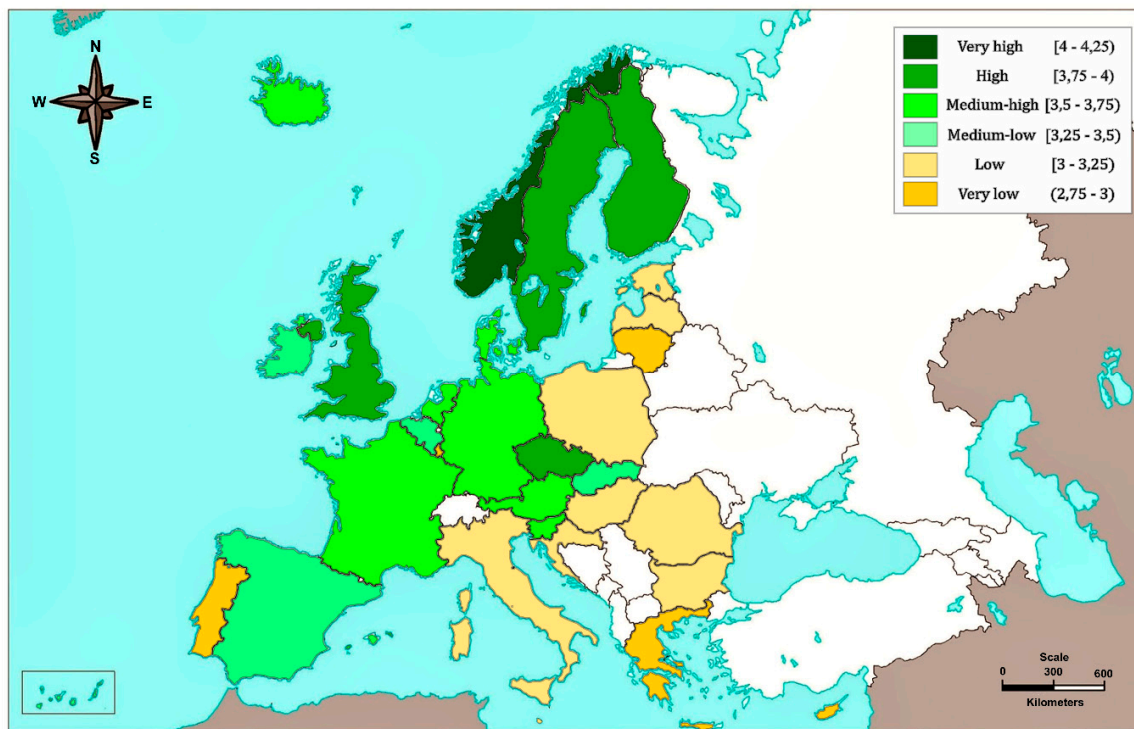 N
W E
S
Very high [4 - 4,25)
High [3,75 - 4)
Medium-high [3,5 - 3,75)
Medium-low [3,25 - 3,5)
Low [3 - 3,25)
Very low (2,75 - 3)
Scale
0 300 600
Kilometers